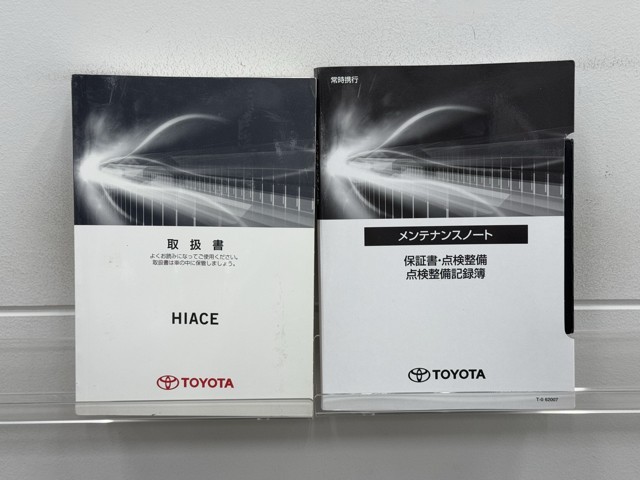 取扱書
よくお読みになってご使用ください。
取扱書は車の中に保管しましょう。
HIACE
TOYOTA
常時携行
メンテナンスノート
保証書・点検整備
点検整備記録簿
TOYOTA